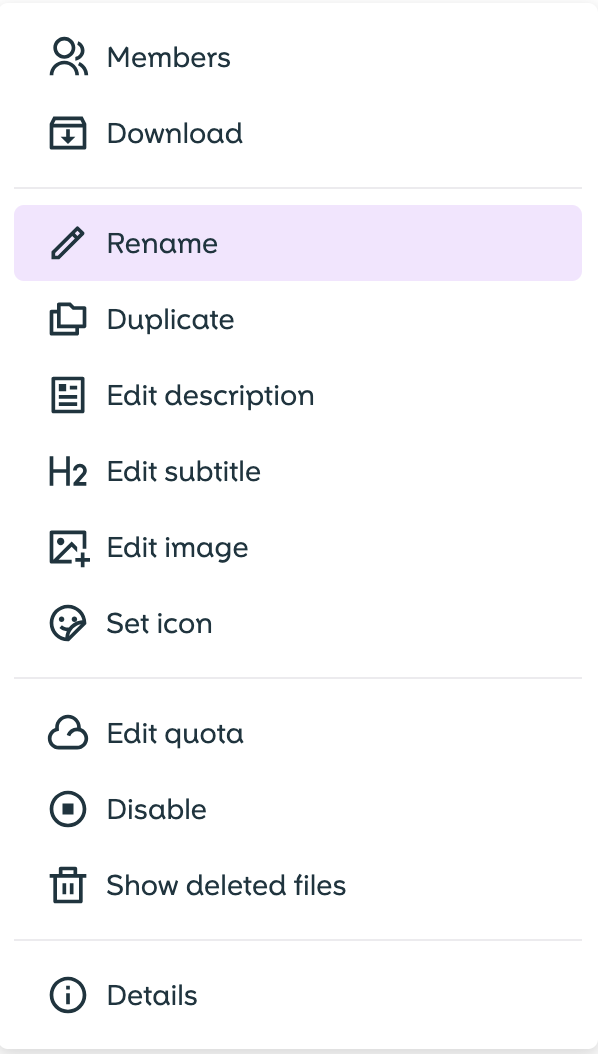 Members
Download
Rename
Duplicate
Edit description
H2 Edit subtitle
Edit image
Set icon
Edit quota
Disable
Show deleted files
Details